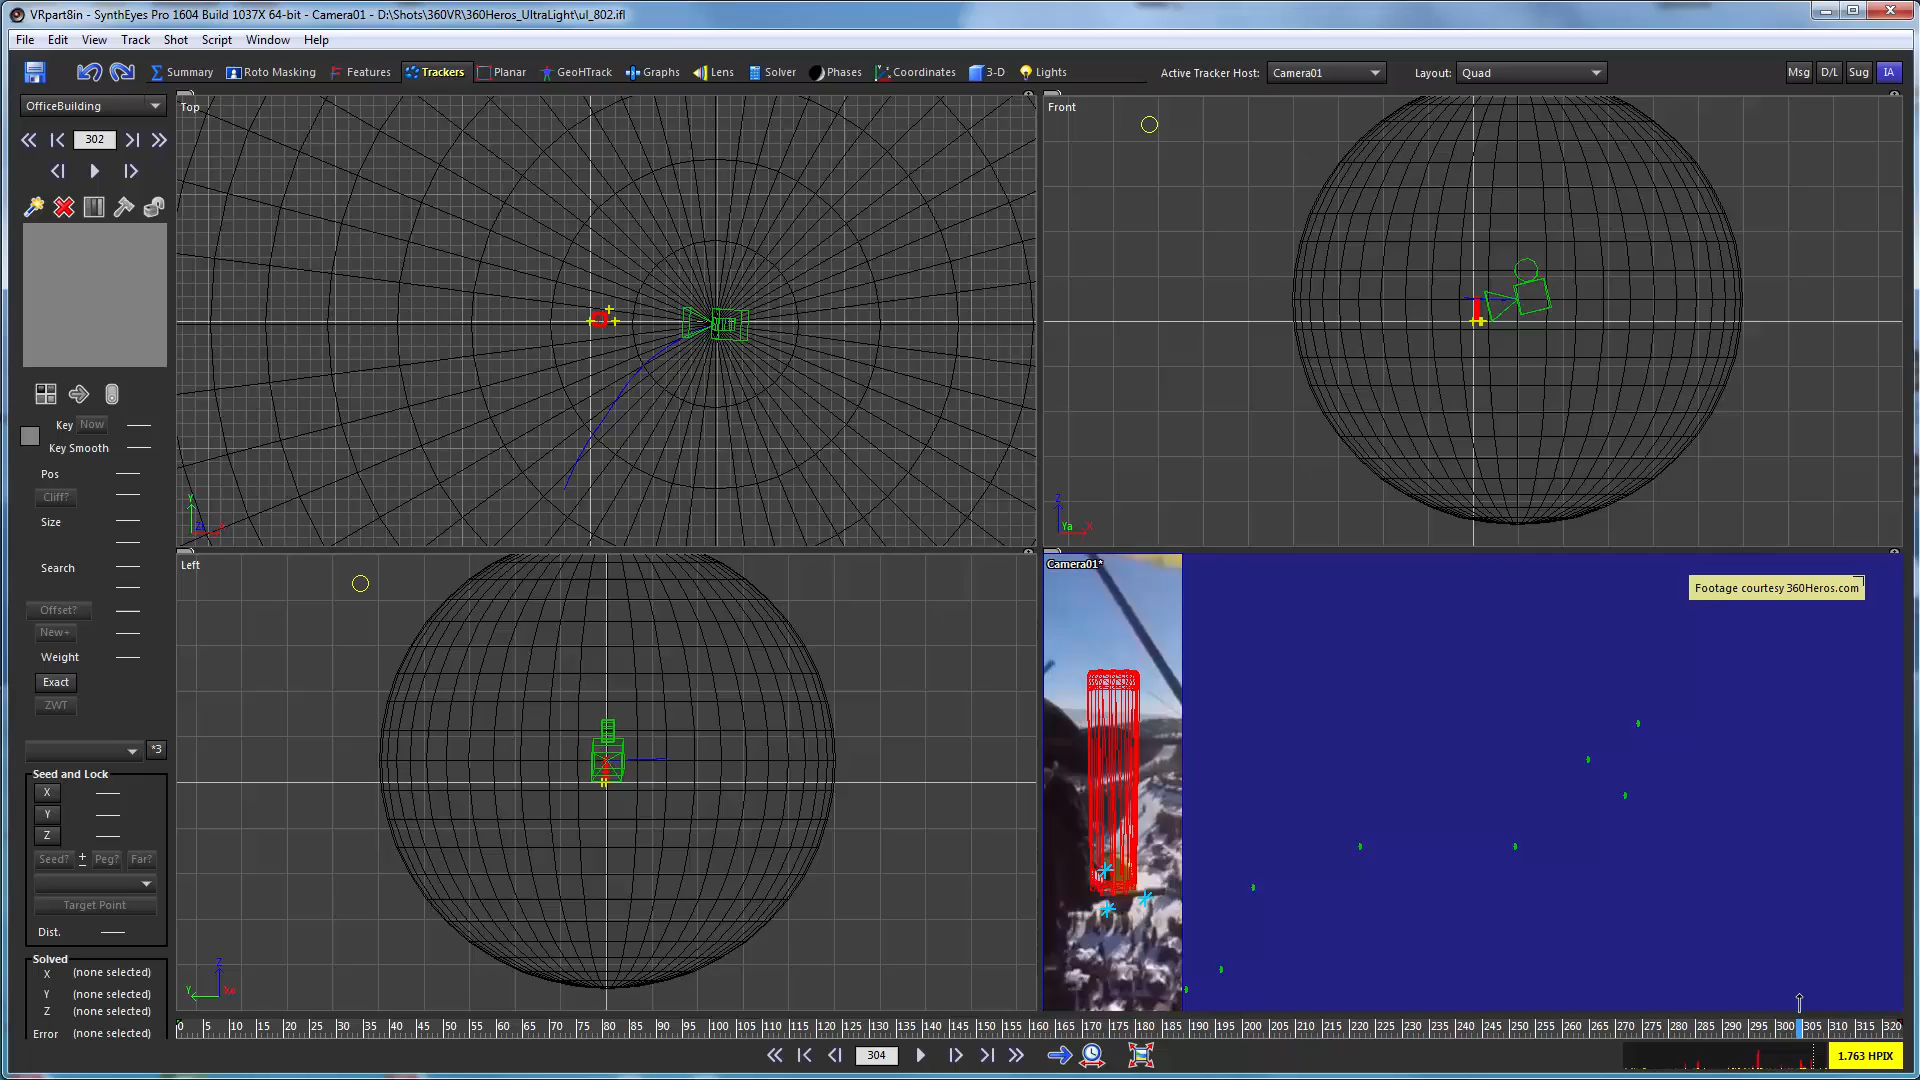 VRpart8in - SynthEyes Pro 1604 Build 1037X 64-bit - Camera01 - D:\Shots\360VR\360Heros_UltraLight\ul_802.ifl
File Edit View Track Shot Script Window Help
Summary Roto Masking Features Trackers Planar GeoHTrack Graphs Lens Solver Phases Coordinates 3-D Lights Active Tracker Host: Camera01 Layout: Quad Msg D/L Sug IA
OfficeBuilding
302
Key Now
Key Smooth
Pos
Cliff?
Size
Search
Offset?
New+
Weight
Exact
ZWT
*3
Seed and Lock
X
Y
Z
Seed? Peg? Far?
Target Point
Dist.
Solved
X (none selected)
Y (none selected)
Z (none selected)
Error (none selected)
Top
Y
X
Front
Z
Ya X
Left
Z
Y
Camera01*
Footage courtesy 360Heros.com
0 5 10 15 20 25 30 35 40 45 50 55 60 65 70 75 80 85 90 95 100 105 110 115 120 125 130 135 140 145 150 155 160 165 170 175 180 185 190 195 200 205 210 215 220 225 230 235 240 245 250 255 260 265 270 275 280 285 290 295 300 305 310 315 320
304
1.763 HPIX